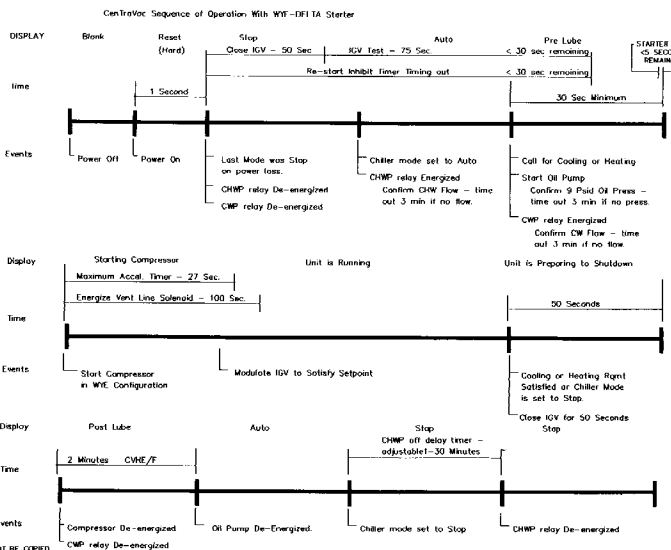 CenTraVac Sequence of Operation With WYE-DELTA Starter
DISPLAY Blank Reset (Hard) Stop Auto Pre Lube STARTER
<5 SECO
REMAIN
Close IGV - 50 Sec IGV Test - 75 Sec. < 30 sec remaining
Re-start Inhibit Timer Timing out < 30 sec remaining
Time 1 Second 30 Sec Minimum
Events Power Off Power On
Last Mode was Stop
on power loss.
CHWP relay De-energized
CWP relay De-energized
Chiller mode set to Auto
CHWP relay Energized
Confirm CHW Flow - time
out 3 min if no flow.
Call for Cooling or Heating
Start Oil Pump
Confirm 9 Psid Oil Press -
time out 3 min if no press.
CWP relay Energized
Confirm CW Flow - time
out 3 min if no flow.
Display Starting Compressor Unit is Running Unit is Preparing to Shutdown
Maximum Accel. Timer - 27 Sec.
Energize Vent Line Solenoid - 100 Sec.
50 Seconds
Time
Events
Start Compressor
in WYE Configuration
Modulate IGV to Satisfy Setpoint
Cooling or Heating Rqmt
Satisfied or Chiller Mode
is set to Stop.
Close IGV for 50 Seconds
Stop
Display Post Lube Auto Stop
CHWP off delay timer -
adjustable1-30 Minutes
Time 2 Minutes CVHE/F
vents Compressor De-energized Oil Pump De-Energized. Chiller mode set to Stop CHWP relay De-energized
CWP relay De-energized
OT BE COPIED